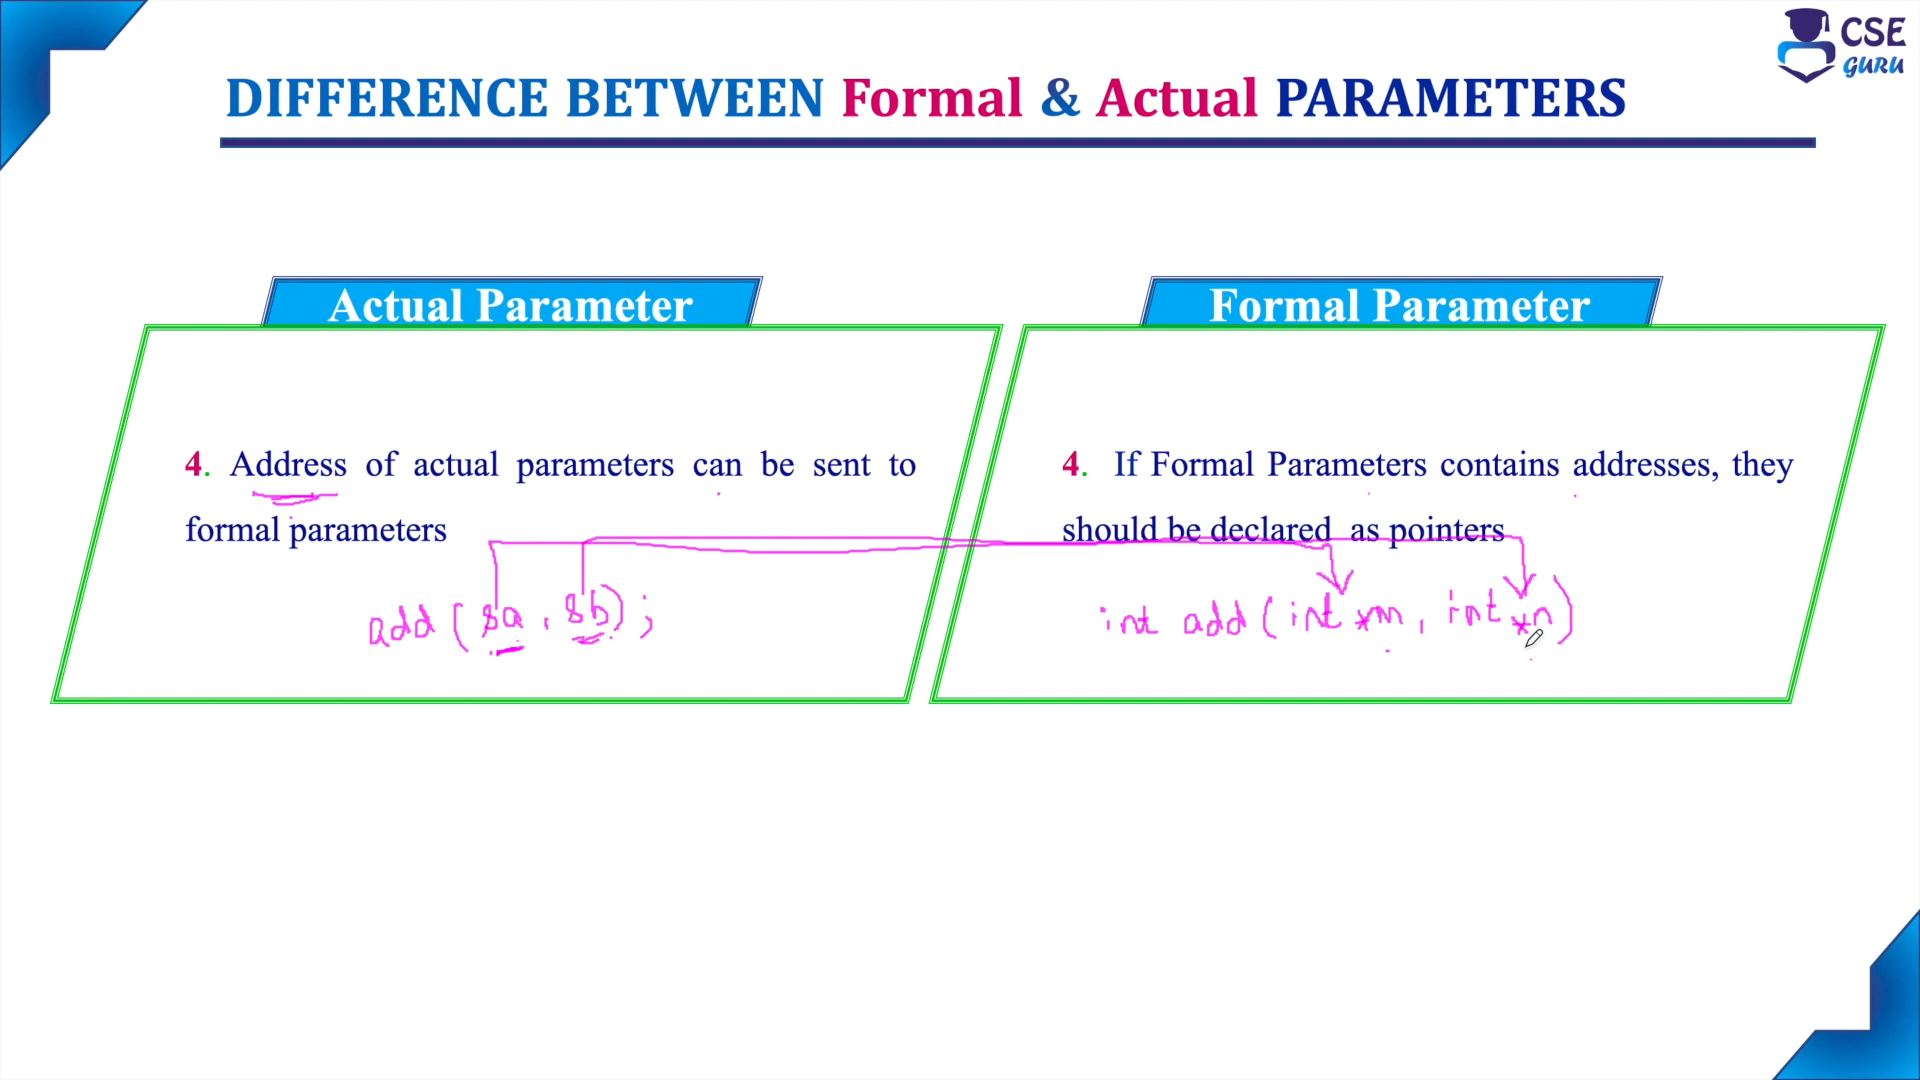 CSE
GURU
DIFFERENCE BETWEEN Formal & Actual PARAMETERS
Actual Parameter
4. Address of actual parameters can be sent to
formal parameters
add (&a, &b);
Formal Parameter
4. If Formal Parameters contains addresses, they
should be declared as pointers
int add (int *m, int *n)